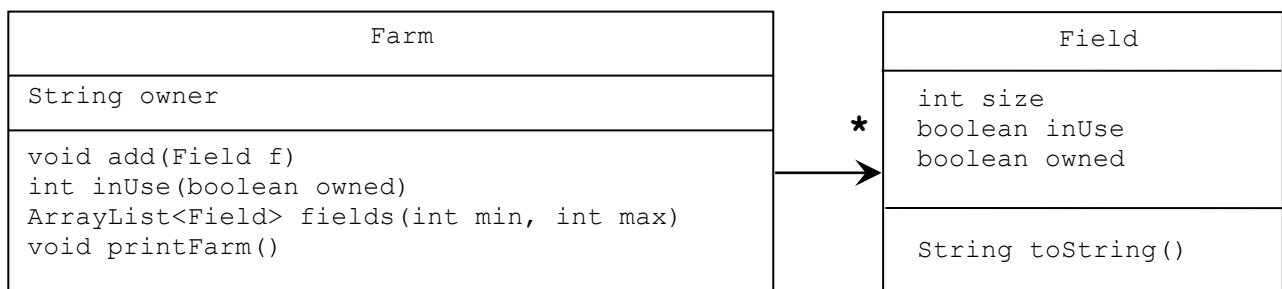 Farm
String owner
void add(Field f)
int inUse(boolean owned)
ArrayList<Field> fields(int min, int max)
void printFarm()
*
Field
int size
boolean inUse
boolean owned
String toString()